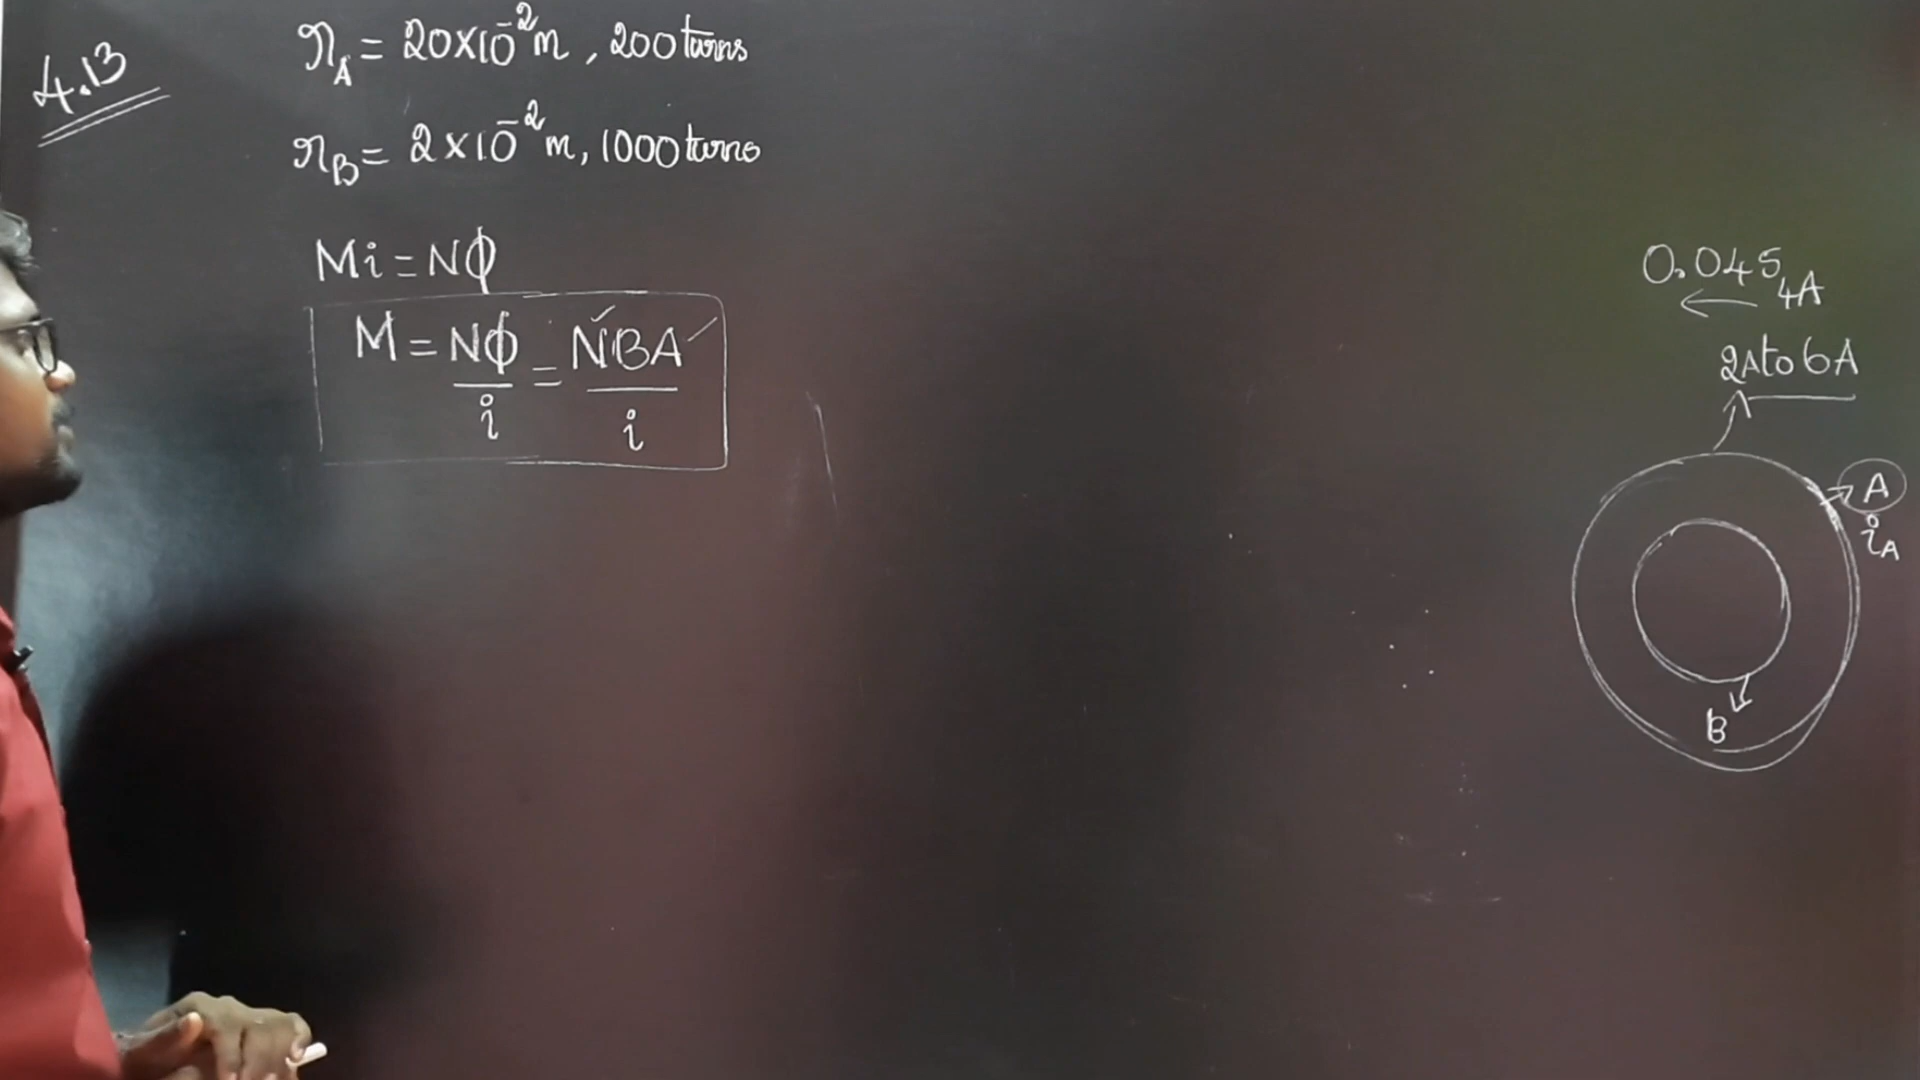 4.13
r_A = 20×10⁻² m, 200 turns
r_B = 2×10⁻² m, 1000 turns
Mi = Nϕ
M = Nϕ/i = NBA/i
0.04s
4A
2A to 6A
A
i_A
B